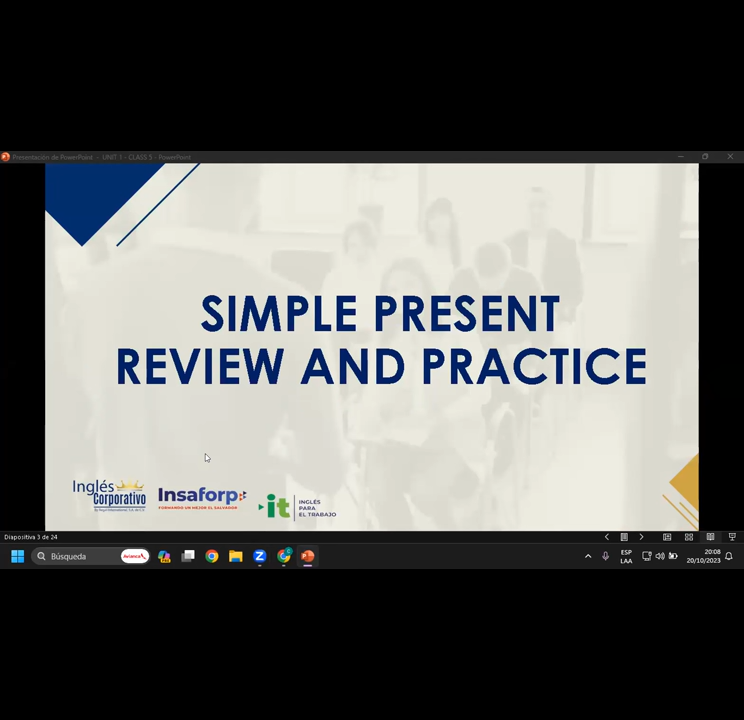 Presentación de PowerPoint - UNIT 1 - CLASS 5 - PowerPoint
SIMPLE PRESENT
REVIEW AND PRACTICE
Inglés
Corporativo
Insaforp
FORMANDO UN MEJOR EL SALVADOR
it
INGLÉS
PARA
EL TRABAJO
Diapositiva 3 de 24
Búsqueda
ESP
LAA
20:08
20/10/2023